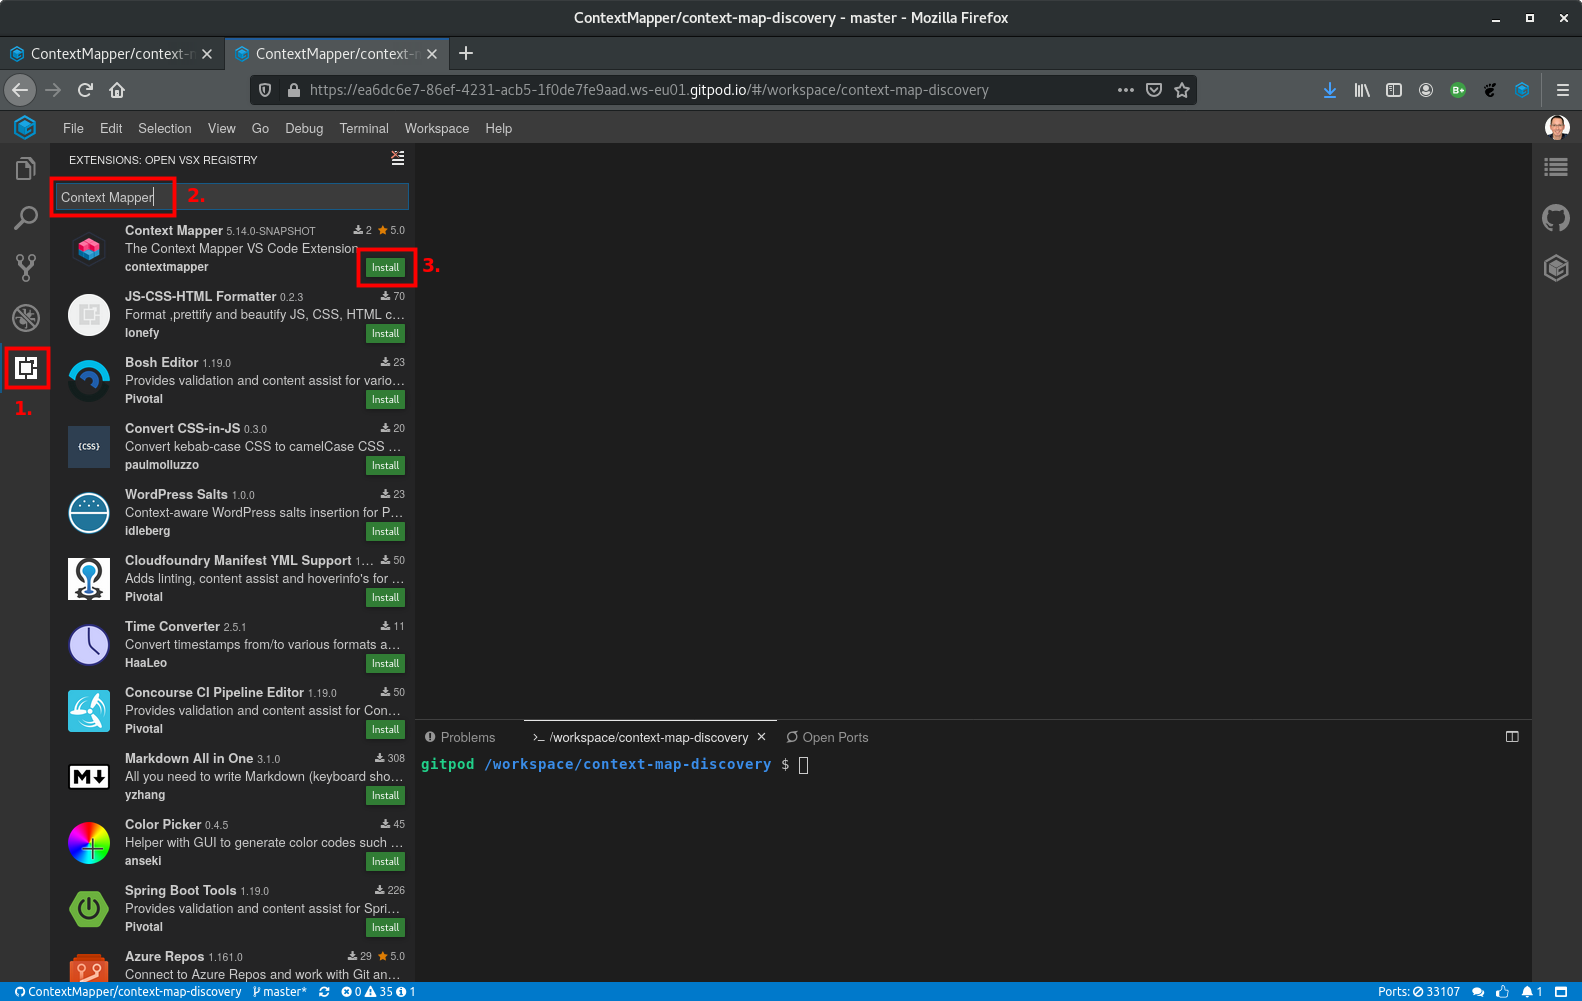 ContextMapper/context-map-discovery - master - Mozilla Firefox
ContextMapper/context-
ContextMapper/context-
https://ea6dc6e7-86ef-4231-acb5-1f0de7fe9aad.ws-eu01.gitpod.io/#/workspace/context-map-discovery
File Edit Selection View Go Debug Terminal Workspace Help
EXTENSIONS: OPEN VSX REGISTRY
Context Mapper 2.
Context Mapper 5.14.0-SNAPSHOT 2 5.0
The Context Mapper VS Code Extension
contextmapper Install 3.
JS-CSS-HTML Formatter 0.2.3 70
Format ,prettify and beautify JS, CSS, HTML c…
lonefy Install
1.
Bosh Editor 1.19.0 23
Provides validation and content assist for vario…
Pivotal Install
{CSS}
Convert CSS-in-JS 0.3.0 20
Convert kebab-case CSS to camelCase CSS …
paulmolluzzo Install
WordPress Salts 1.0.0 23
Context-aware WordPress salts insertion for P…
idleberg Install
Cloudfoundry Manifest YML Support 1… 50
Adds linting, content assist and hoverinfo's for …
Pivotal Install
Time Converter 2.5.1 11
Convert timestamps from/to various formats a…
HaaLeo Install
Concourse CI Pipeline Editor 1.19.0 50
Provides validation and content assist for Con…
Pivotal Install
M
Markdown All in One 3.1.0 308
All you need to write Markdown (keyboard sho…
yzhang Install
Color Picker 0.4.5 45
Helper with GUI to generate color codes such …
anseki Install
Spring Boot Tools 1.19.0 226
Provides validation and content assist for Spri…
Pivotal Install
Azure Repos 1.161.0 29 5.0
Connect to Azure Repos and work with Git an…
Problems >_ /workspace/context-map-discovery Open Ports
gitpod /workspace/context-map-discovery $
ContextMapper/context-map-discovery master* 0 35 1 Ports: 33107 1